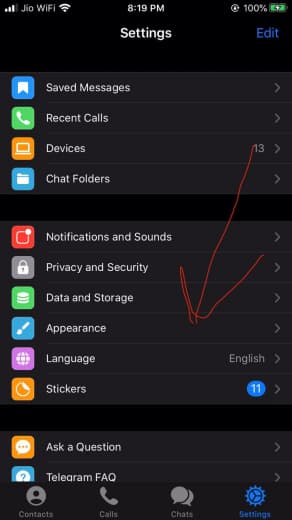 Jio WiFi 8:19 PM 100%
Settings Edit
Saved Messages
Recent Calls
Devices 13
Chat Folders
Notifications and Sounds
Privacy and Security
Data and Storage
Appearance
Language English
Stickers 11
Ask a Question
Telegram FAQ
Contacts Calls Chats Settings